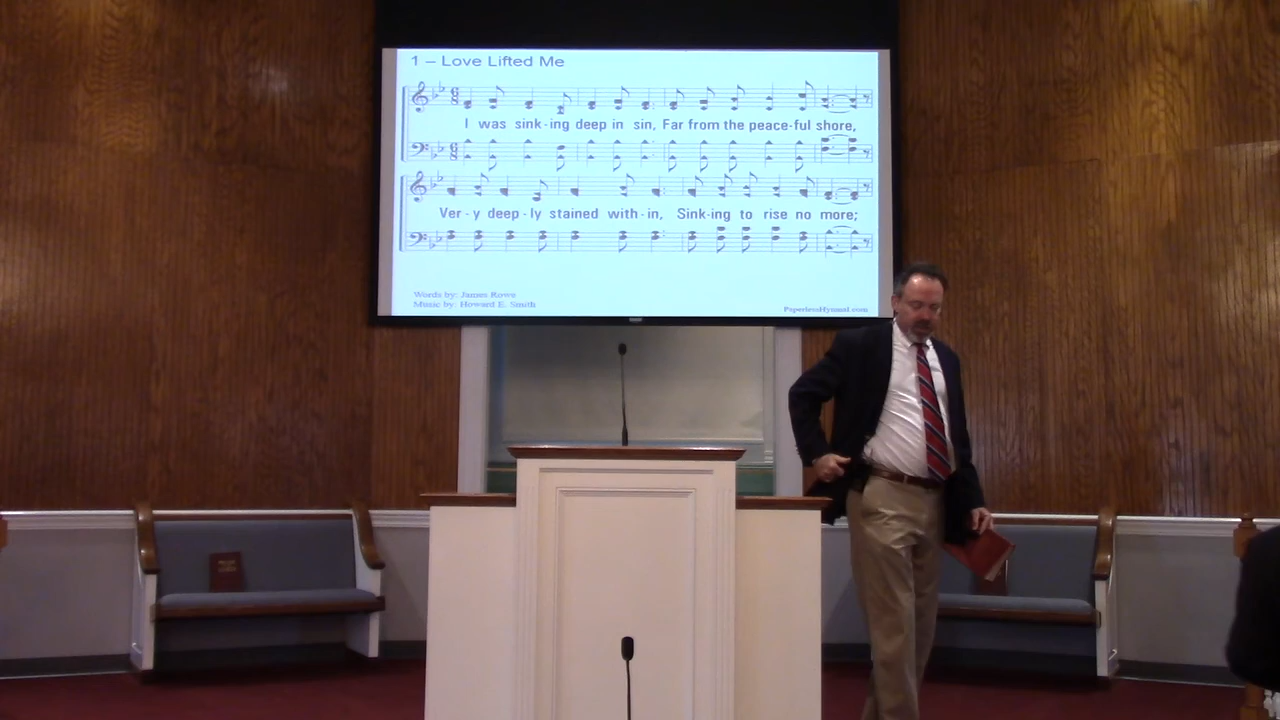 1 – Love Lifted Me
I was sink-ing deep in sin, Far from the peace-ful shore,
Ver-y deep-ly stained with-in, Sink-ing to rise no more;
Words by: James Rowe
Music by: Howard E. Smith
PaperlessHymnal.com